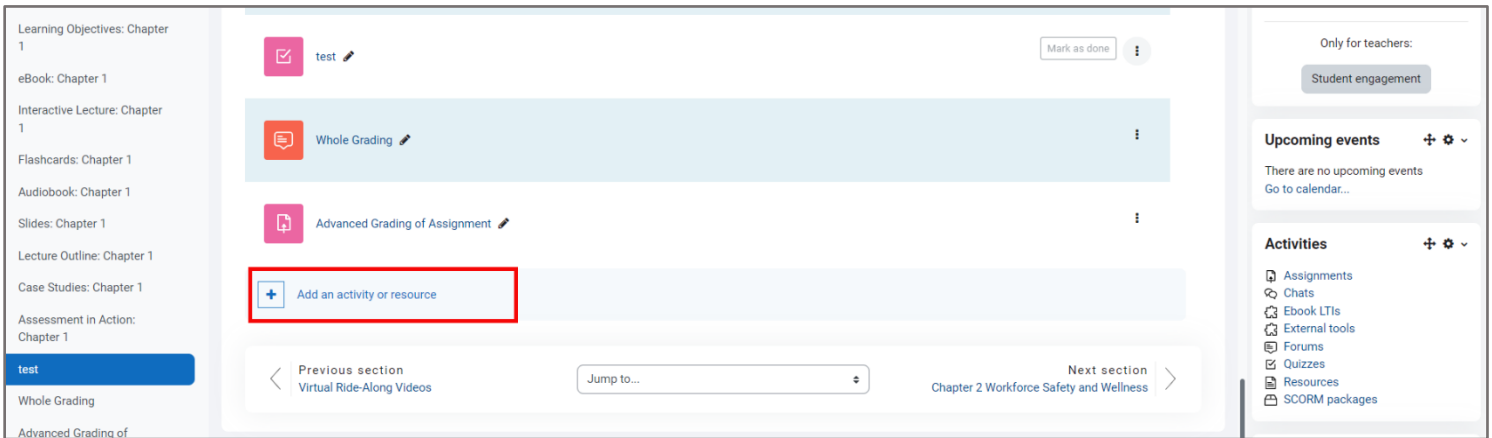 Learning Objectives: Chapter
1
eBook: Chapter 1
Interactive Lecture: Chapter
1
Flashcards: Chapter 1
Audiobook: Chapter 1
Slides: Chapter 1
Lecture Outline: Chapter 1
Case Studies: Chapter 1
Assessment in Action:
Chapter 1
test
Whole Grading
Advanced Grading of
test
Mark as done
Whole Grading
Advanced Grading of Assignment
Add an activity or resource
Previous section
Virtual Ride-Along Videos
Jump to...
Next section
Chapter 2 Workforce Safety and Wellness
Only for teachers:
Student engagement
Upcoming events
There are no upcoming events
Go to calendar...
Activities
Assignments
Chats
Ebook LTIs
External tools
Forums
Quizzes
Resources
SCORM packages